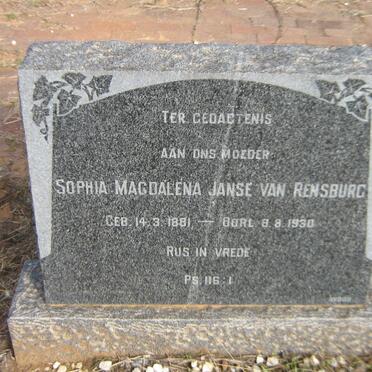 TER GEDAGTENIS
AAN ONS MOEDER
SOPHIA MAGDALENA JANSE VAN RENSBURG
GEB. 14.3.1881 — OORL 8.8.1930
RUS IN VREDE
PS. 116:1